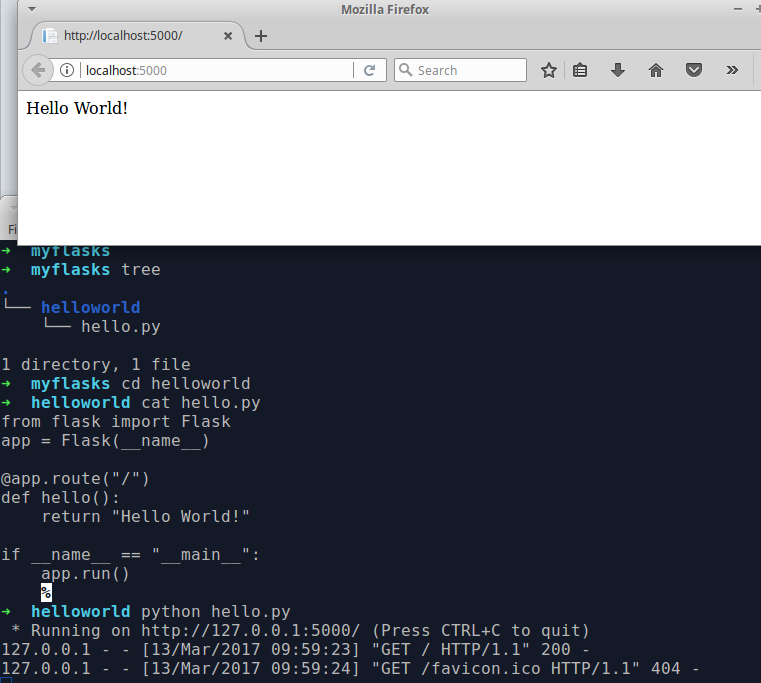 Mozilla Firefox
http://localhost:5000/
localhost:5000 Search
Hello World!
Fi
➜ myflasks
➜ myflasks tree
.
└── helloworld
    └── hello.py

1 directory, 1 file
➜ myflasks cd helloworld
➜ helloworld cat hello.py
from flask import Flask
app = Flask(__name__)

@app.route("/")
def hello():
    return "Hello World!"

if __name__ == "__main__":
    app.run()
    %
➜ helloworld python hello.py
 * Running on http://127.0.0.1:5000/ (Press CTRL+C to quit)
127.0.0.1 - - [13/Mar/2017 09:59:23] "GET / HTTP/1.1" 200 -
127.0.0.1 - - [13/Mar/2017 09:59:24] "GET /favicon.ico HTTP/1.1" 404 -